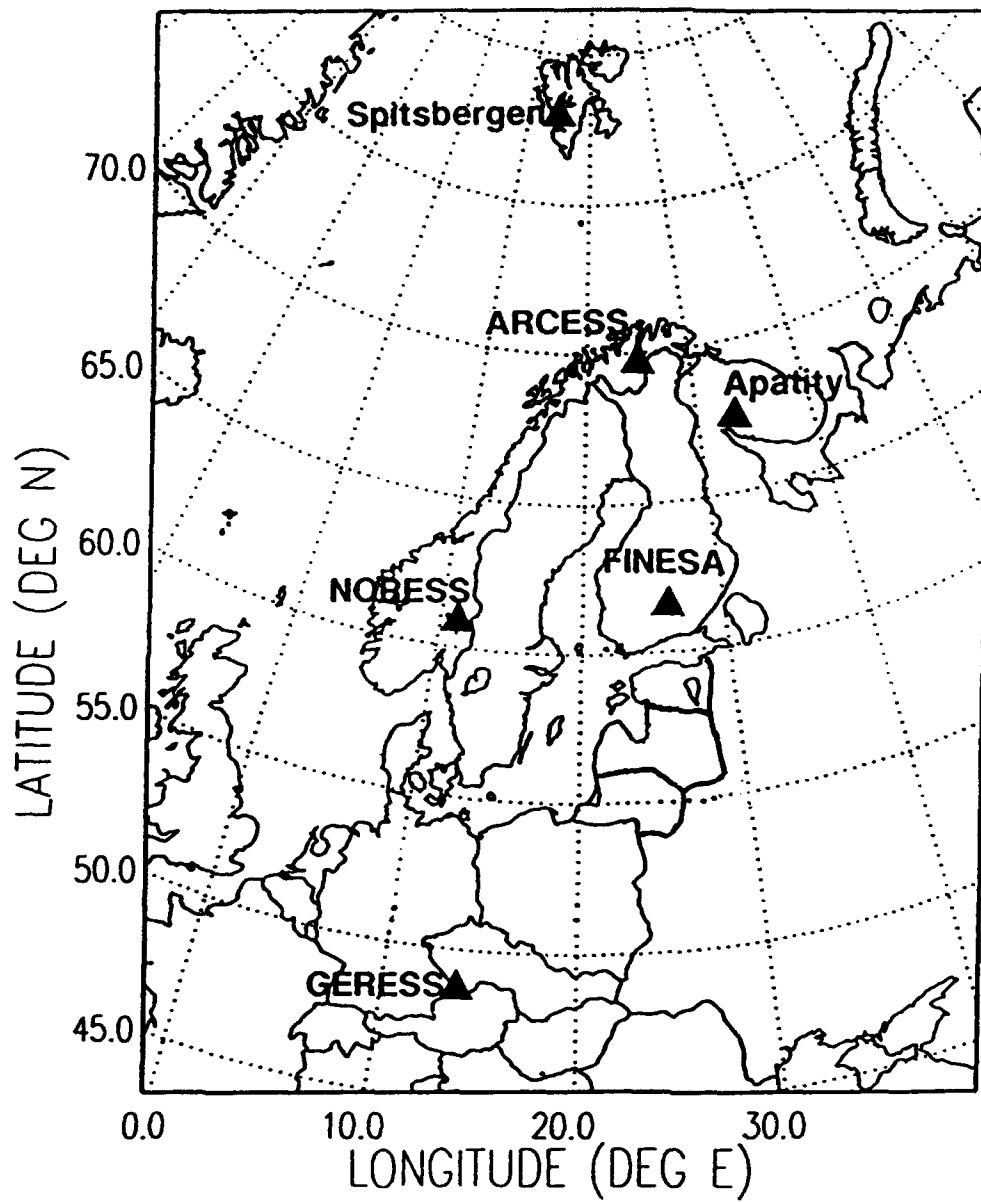 Spitsbergen
70.0
ARCESS
65.0
Apatity
60.0
FINESA
NORESS
55.0
50.0
GERESS
45.0
LATITUDE (DEG N)
0.0
10.0
20.0
30.0
LONGITUDE (DEG E)